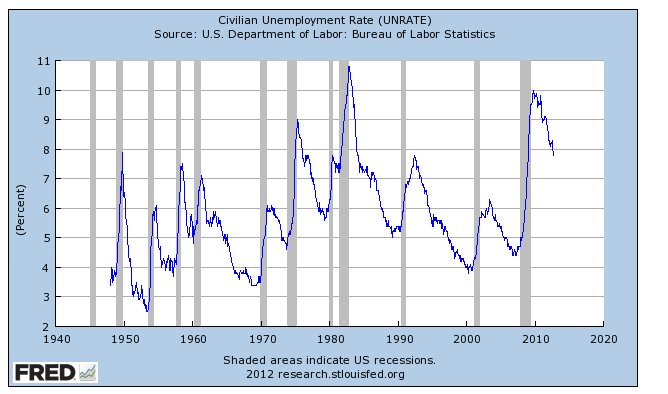 Civilian Unemployment Rate (UNRATE)
Source: U.S. Department of Labor: Bureau of Labor Statistics
(Percent)
11
10
9
8
7
6
5
4
3
2
1940 1950 1960 1970 1980 1990 2000 2010 2020
Shaded areas indicate US recessions.
2012 research.stlouisfed.org
FRED